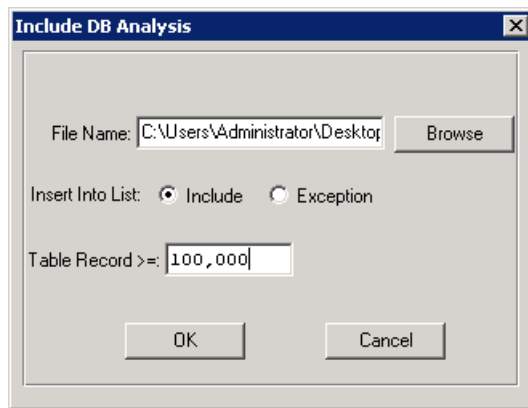 Include DB Analysis
File Name: C:\Users\Administrator\Desktop Browse
Insert Into List: Include Exception
Table Record >=: 100,000
OK Cancel